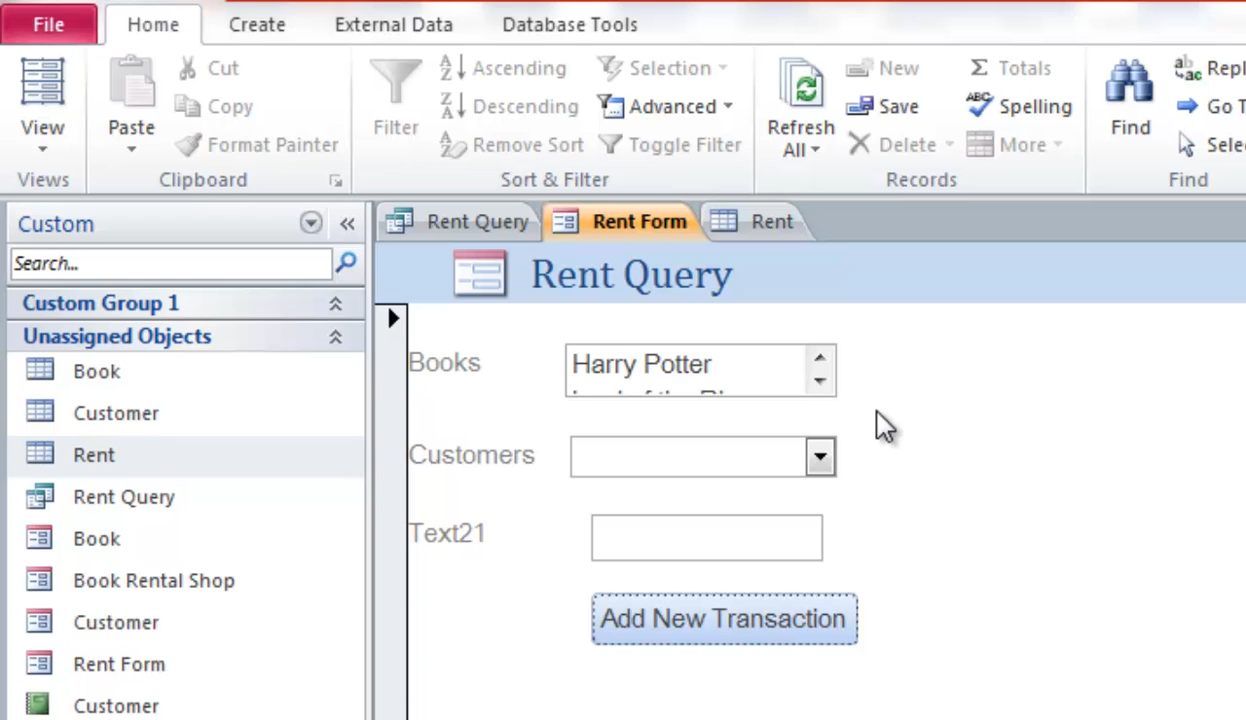 File Home Create External Data Database Tools
Cut Ascending Selection New Totals
Copy Descending Advanced Save Spelling
View Paste Format Painter Filter Remove Sort Toggle Filter Refresh All Delete More Find Go
Views Clipboard Sort & Filter Records Find
Custom Rent Query Rent Form Rent
Search... Rent Query
Custom Group 1
Unassigned Objects
Book Books Harry Potter
Customer
Rent Customers
Rent Query
Book Text21
Book Rental Shop
Customer Add New Transaction
Rent Form
Customer